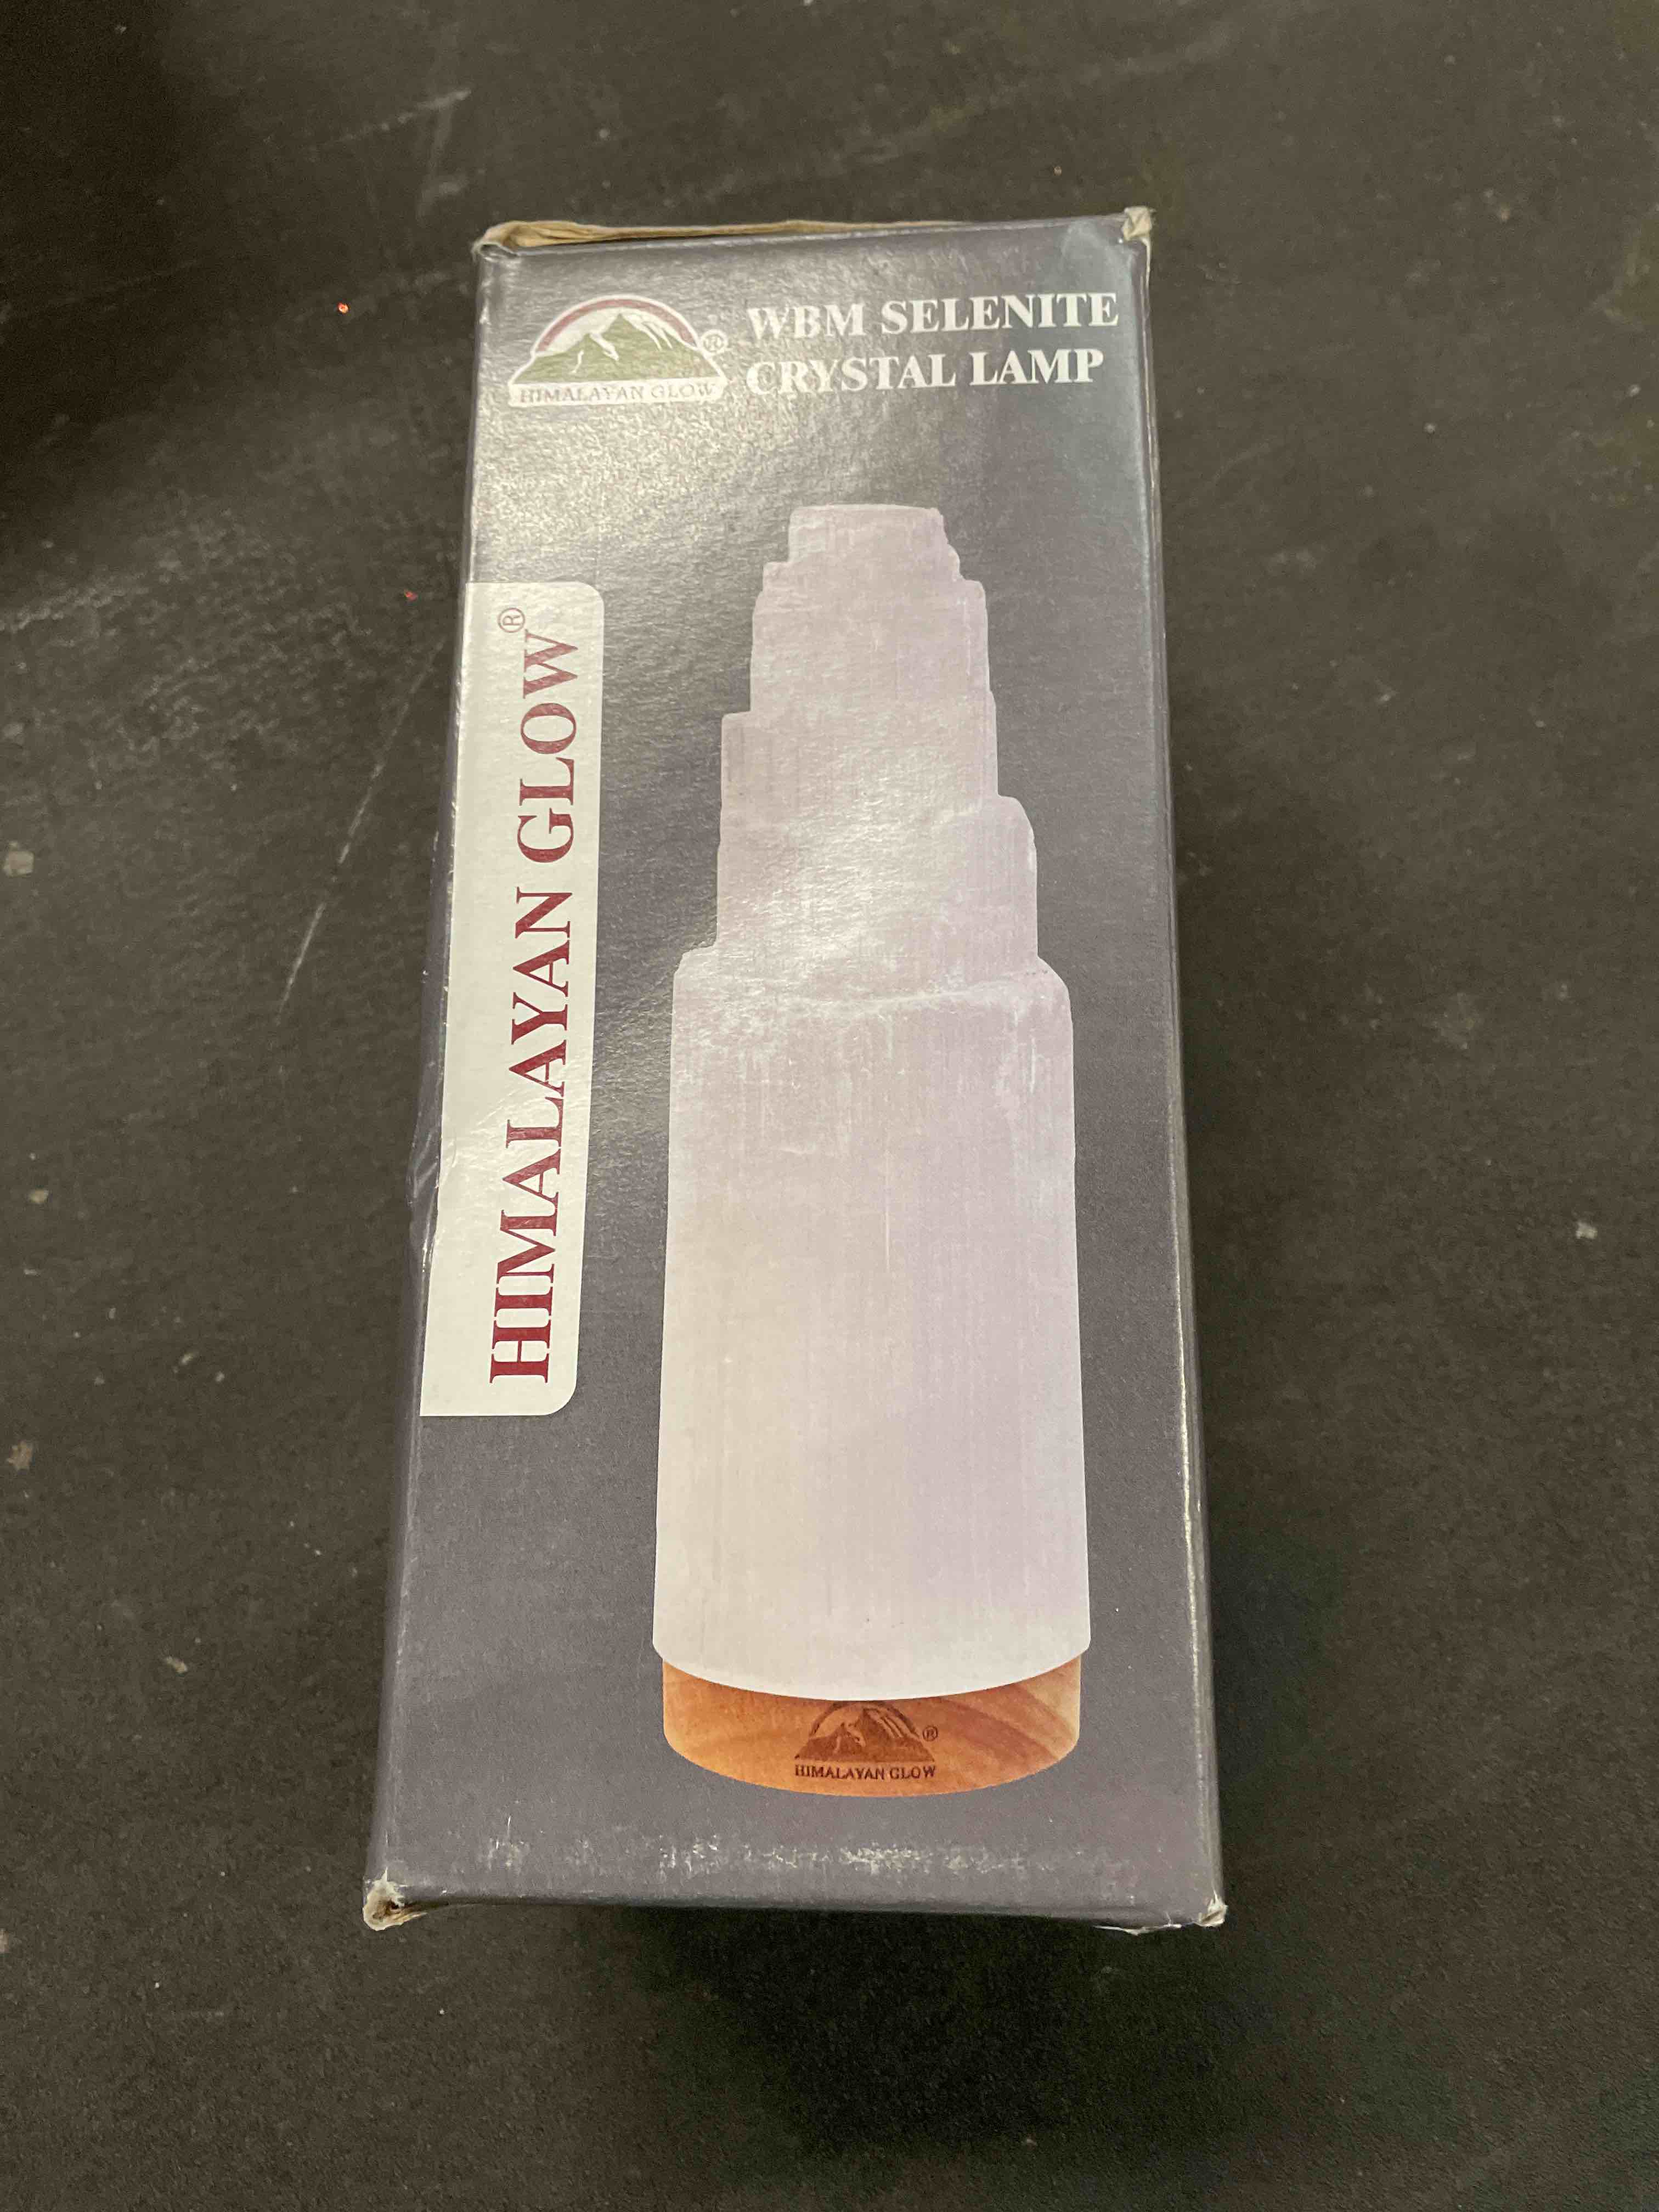 WBM SELENITE
CRYSTAL LAMP
HIMALAYAN GLOW ®
HIMALAYAN GLOW®
HIMALAYAN GLOW ®